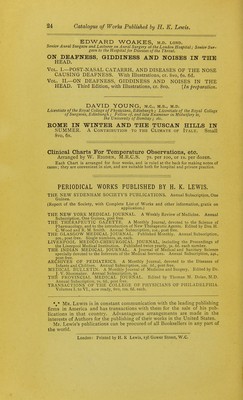 24 Catalogue of Works Published by H. K. Lewis.
EDWARD WOAKES, M.D. LOND.
Senior Aural Surgeon and Lecturer on Aural Surgery at the London Hospital; Senior Sur-
geon to the Hospital for Diseases of the Throat.
ON DEAFNESS, GIDDINESS AND NOISES IN THE
HEAD.
VOL. I.—POST-NASAL CATARRH, AND DISEASES OF THE NOSE
CAUSING DEAFNESS. With Illustrations, cr. 8vo, 6s. 6d.
VOL. II.—ON DEAFNESS, GIDDINESS AND NOISES IN THE
HEAD. Third Edition, with Illustrations, cr. 8vo. [In preparation.
DAVID YOUNG, M.C., M.B., M.D.
Licentiate of the Royal College of Physicians, Edinburgh; Licentiate of the Royal College
of Surgeons, Edinburgh; Fellow of, and late Examiner in Midwifery to
the University of Bombay; etc.
ROME IN WINTER AND THE TUSCAN HILLS IN
SUMMER. A CONTRIBUTION TO THE CLIMATE OF ITALY. Small
8vo, 6s.
Clinical Charts For Temperature Observations, etc.
Arranged by W. RIGDEN, M.R.C.S. 7s. per 100, or 1s. per dozen.
Each Chart is arranged for four weeks, and is ruled at the back for making notes of
cases; they are convenient in size, and are suitable both for hospital and private practice.
PERIODICAL WORKS PUBLISHED BY H. K. LEWIS.
THE NEW SYDENHAM SOCIETY'S PUBLICATIONS. Annual Subscription, One
Guinea.
(Report of the Society, with Complete List of Works and other information, gratis on
application.)
THE NEW YORK MEDICAL JOURNAL. A Weekly Review of Medicine. Annual
Subscription, One Guinea, post free.
THE THERAPEUTIC GAZETTE. A Monthly Journal, devoted to the Science of
Pharmacology, and to the introduction of New Therapeutic Agents. Edited by Drs. H.
C. Wood and R. M. Smith. Annual Subscription, post free.
THE GLASGOW MEDICAL JOURNAL. Published Monthly. Annual Subscription,
post free. Single numbers, 2s. each.
LIVERPOOL MEDICO-CHIRURGICAL JOURNAL, including the Proceedings of
the Liverpool Medical Institution. Published twice yearly, 3s. 6d. each number.
THE INDIAN MEDICAL JOURNAL. A Journal of Medical and Sanitary Science
specially devoted to the Interests of the Medical Services. Annual Subscription,
post free.
ARCHIVES OF PEDIATRICS. A Monthly Journal, devoted to the Diseases of
Infants and Children. Annual Subscription, post free.
MEDICAL BULLETIN. A Monthly Journal of Medicine and Surgery. Edited by Dr.
J. V. Shoemaker. Annual Subscription,
THE PROVINCIAL MEDICAL JOURNAL. Edited by Thomas M. Dolan, M.D.
Annual Subscription,
TRANSACTIONS OF THE COLLEGE OF PHYSICIANS OF PHILADELPHIA.
Volumes I. to VI., now ready, 8vo, 10s. 6d. each.
*** MR. LEWIS is in constant communication with the leading publishing
firms in America and has transactions with them for the sale of his pub-
lications in that country. Advantageous arrangements are made in the
interests of Authors for the publishing of their works in the United States.
Mr. Lewis's publications can be procured of all Booksellers in any part of
the world.
London: Printed by H. K. Lewis, 136 Gower Street, W.C.